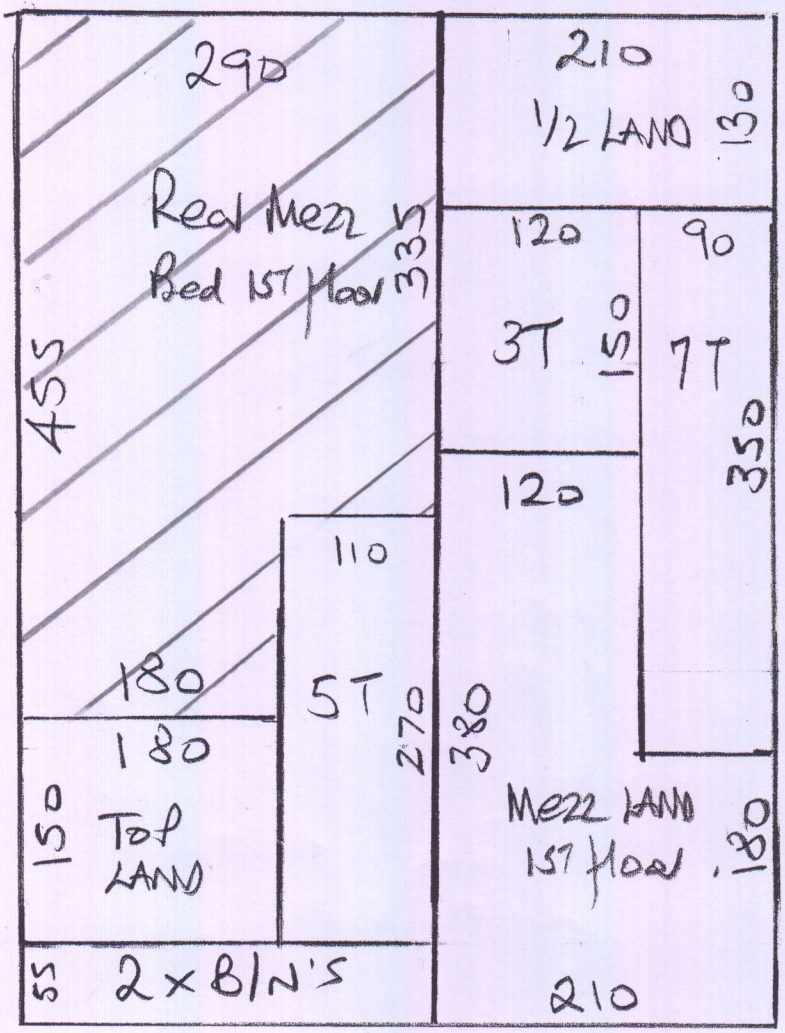 290
Real Mezz
Bed 1ST floor
335
455
180
180
150
TOP
LAND
110
5T
270
55
2 x B/N'S
210
1/2 LAND
130
120
3T
150
90
7T
350
120
380
Mezz LAND
1ST floor
180
210